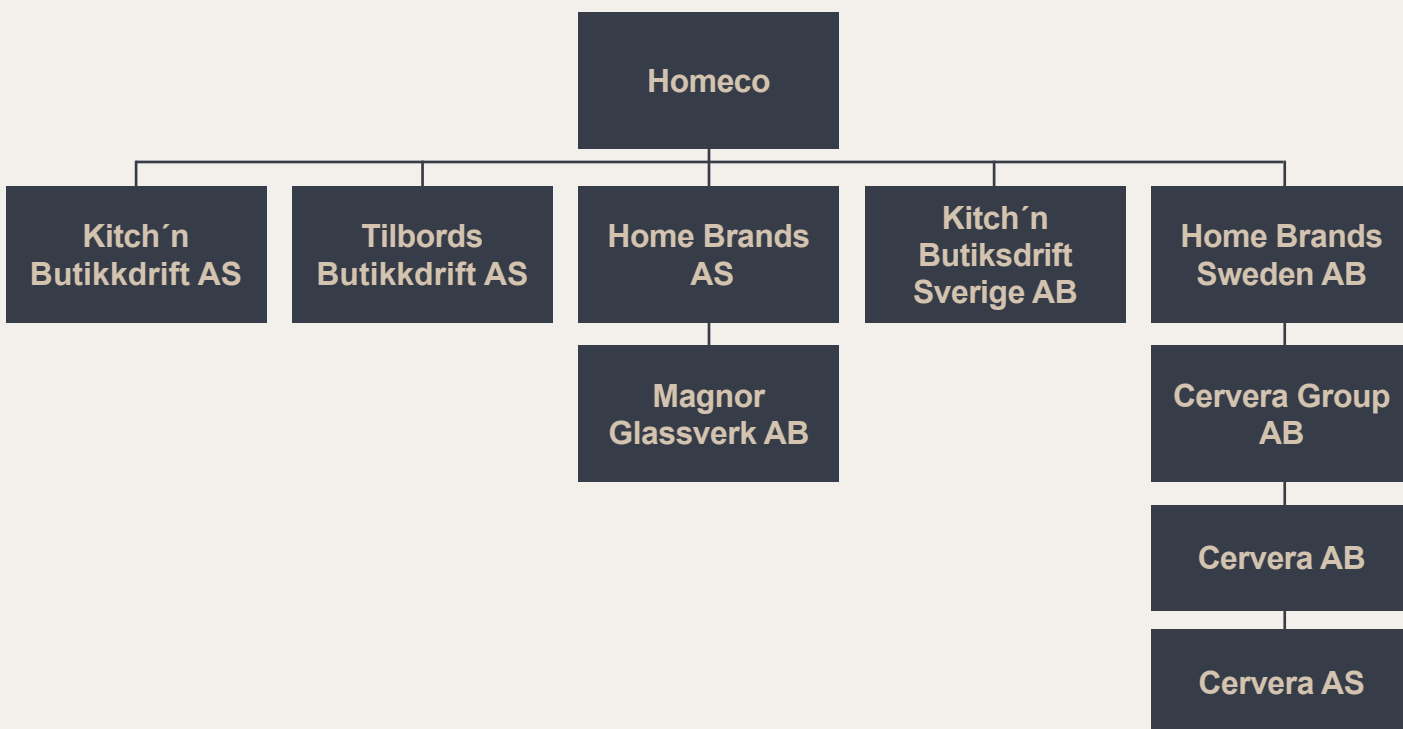 Homeco
Kitch´n
Butikkdrift AS
Tilbords
Butikkdrift AS
Home Brands
AS
Kitch´n
Butiksdrift
Sverige AB
Home Brands
Sweden AB
Magnor
Glassverk AB
Cervera Group
AB
Cervera AB
Cervera AS